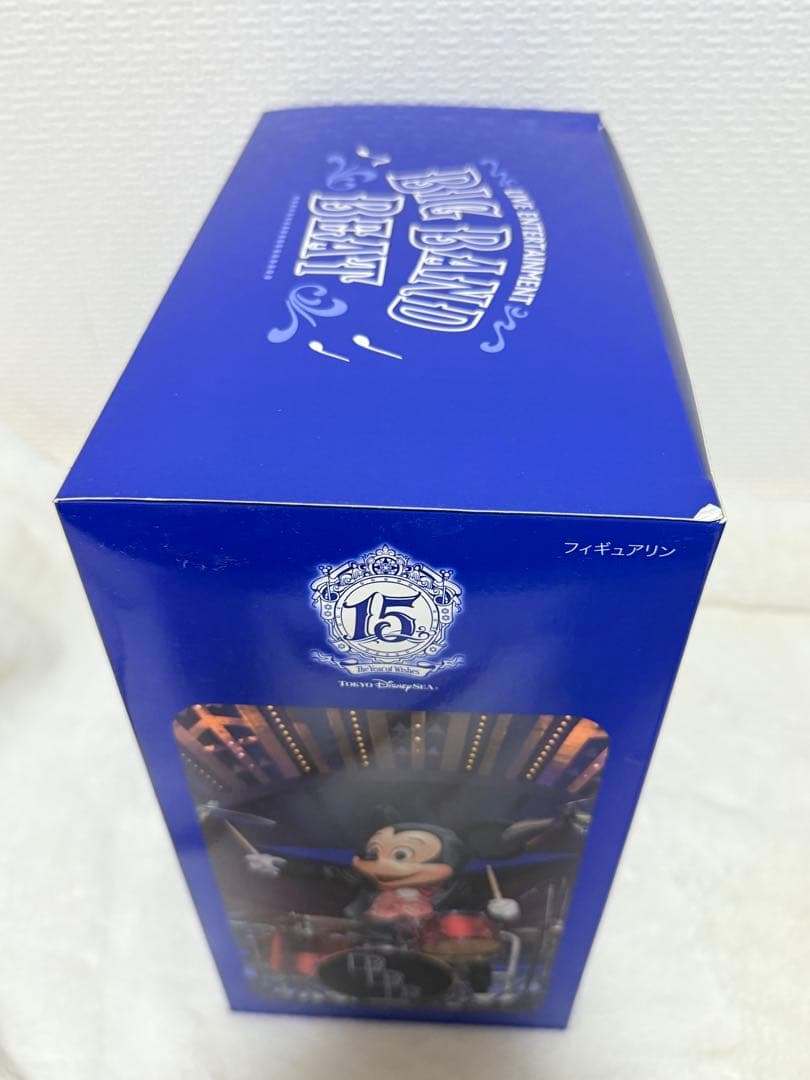 LIVE ENTERTAINMENT
BIG BAND
BEAT
フィギュアリン
15
The Year of Wishes
TOKYO DisneySEA®
BBB